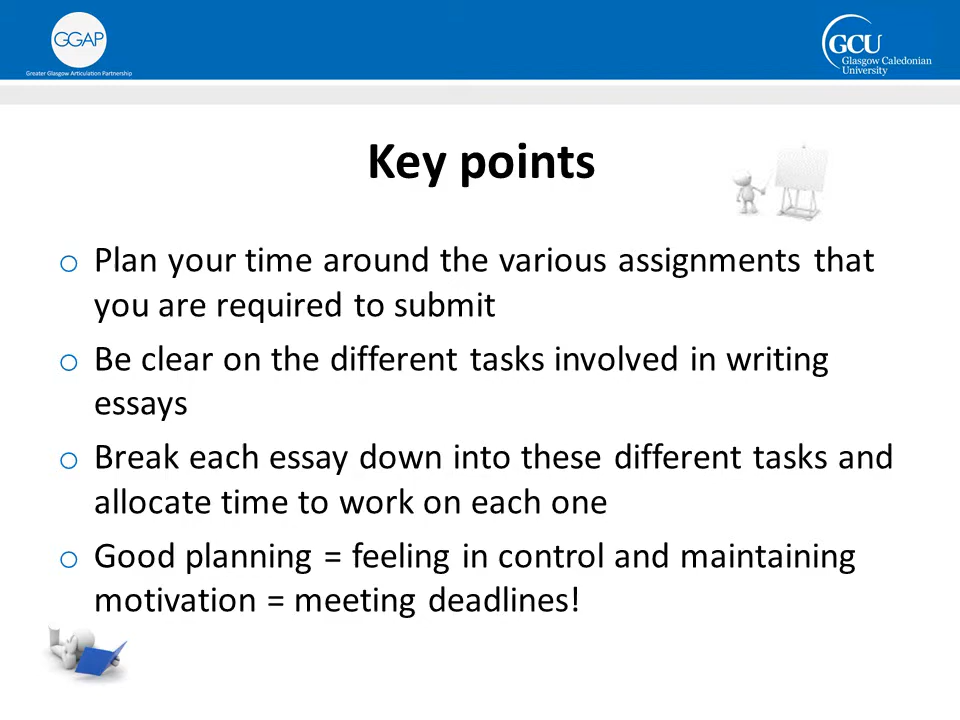 GGAP
Greater Glasgow Articulation Partnership
GCU
Glasgow Caledonian
University
Key points
o Plan your time around the various assignments that
you are required to submit
o Be clear on the different tasks involved in writing
essays
o Break each essay down into these different tasks and
allocate time to work on each one
o Good planning = feeling in control and maintaining
motivation = meeting deadlines!